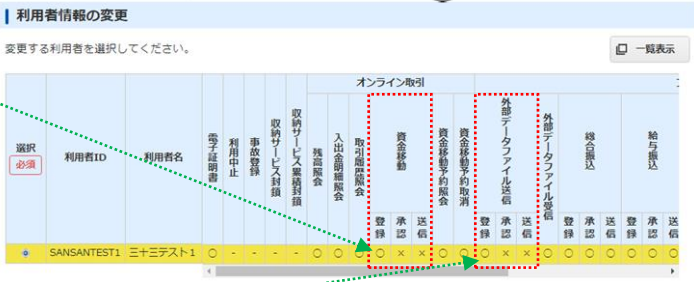 利用者情報の変更
変更する利用者を選択してください。
一覧表示
オンライン取引
選択
必須
利用者ID
利用者名
電子証明書
利用中止
事故登録
収納サービス封鎖
収納サービス累積封鎖
残高照会
入出金明細照会
取引履歴照会
資金移動
登録
承認
送信
資金移動予約照会
資金移動予約取消
外部データファイル送信
登録
承認
送信
外部データファイル受信
総合振込
登録
承認
送信
給与振込
登録
承認
送信
SANSANTEST1 三十三テスト1 ○ - - - - ○ ○ ○ ○ × × ○ ○ ○ × × ○ ○ ○ ○ ○ ○ ○